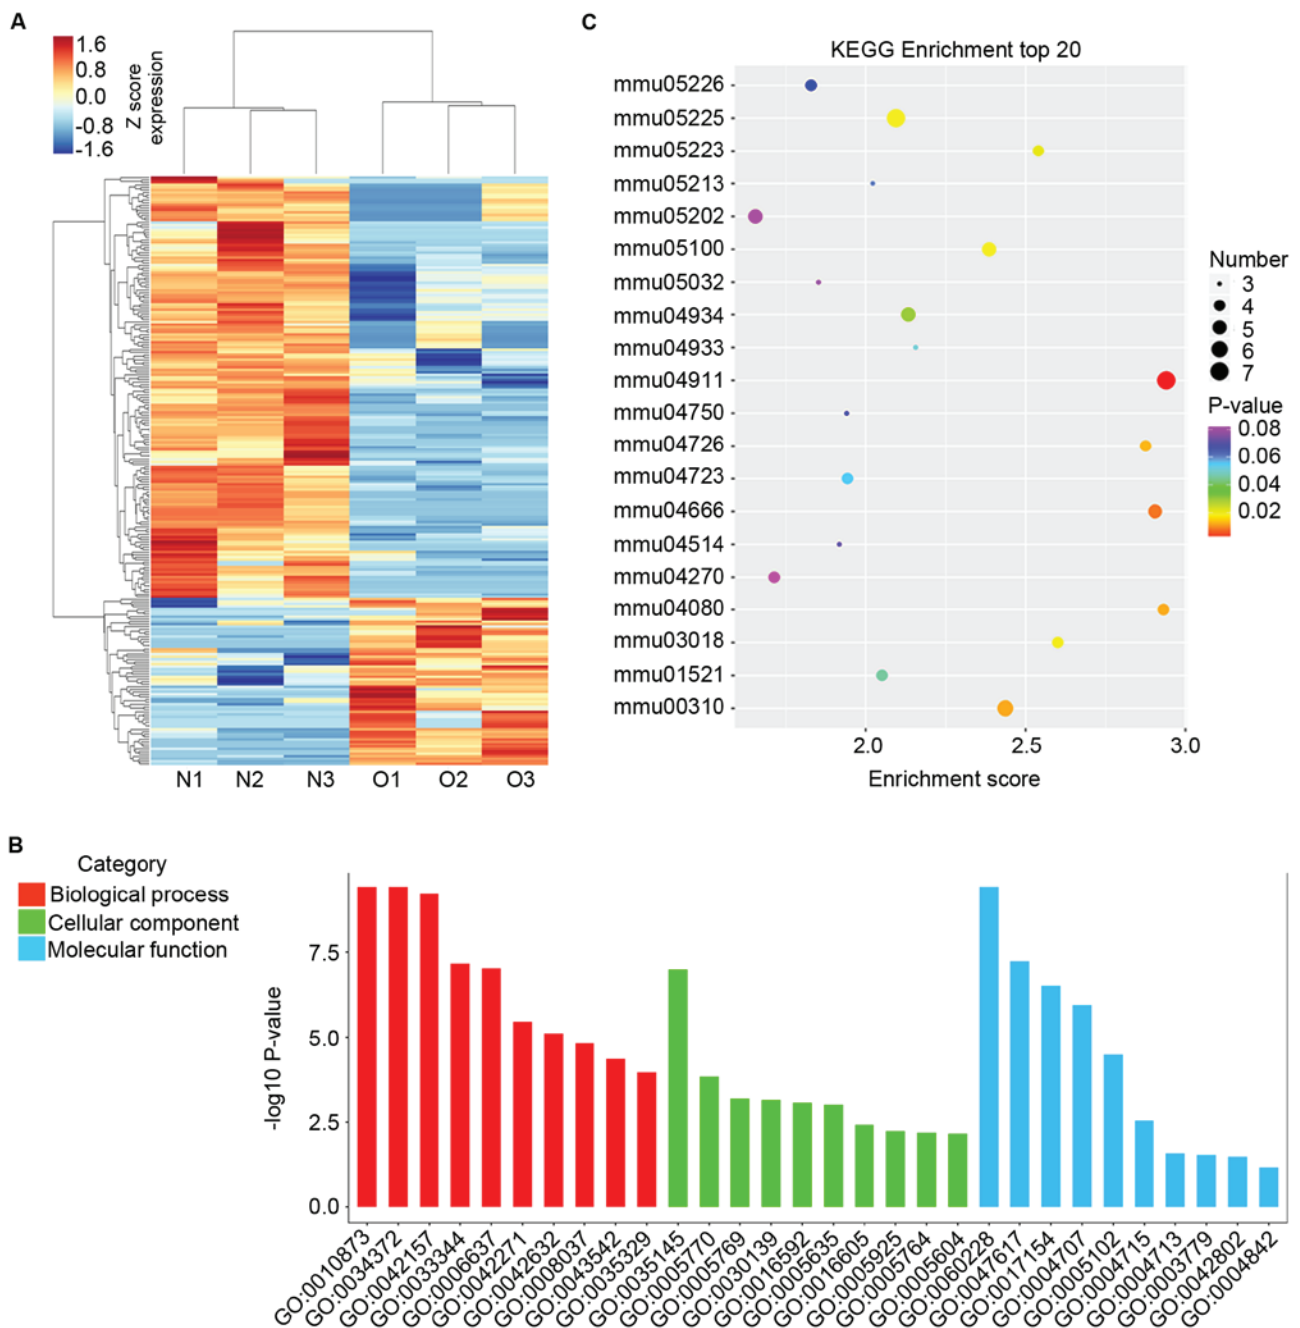 A
1.6
0.8
0.0
-0.8
-1.6
Z score
expression
N1 N2 N3 O1 O2 O3
C
KEGG Enrichment top 20
mmu05226
mmu05225
mmu05223
mmu05213
mmu05202
mmu05100
mmu05032
mmu04934
mmu04933
mmu04911
mmu04750
mmu04726
mmu04723
mmu04666
mmu04514
mmu04270
mmu04080
mmu03018
mmu01521
mmu00310
2.0 2.5 3.0
Enrichment score
Number
3
4
5
6
7
P-value
0.08
0.06
0.04
0.02
B
Category
Biological process
Cellular component
Molecular function
-log10 P-value
7.5
5.0
2.5
0.0
GO:0010873
GO:0034372
GO:0042157
GO:0033344
GO:0006637
GO:0042271
GO:0042632
GO:0008037
GO:0043542
GO:0035329
GO:0035145
GO:0005770
GO:0005769
GO:0030139
GO:0016592
GO:0005635
GO:0016605
GO:0005925
GO:0005764
GO:0005604
GO:0060228
GO:0047617
GO:0017154
GO:0004707
GO:0005102
GO:0004715
GO:0004713
GO:0003779
GO:0042802
GO:0004842